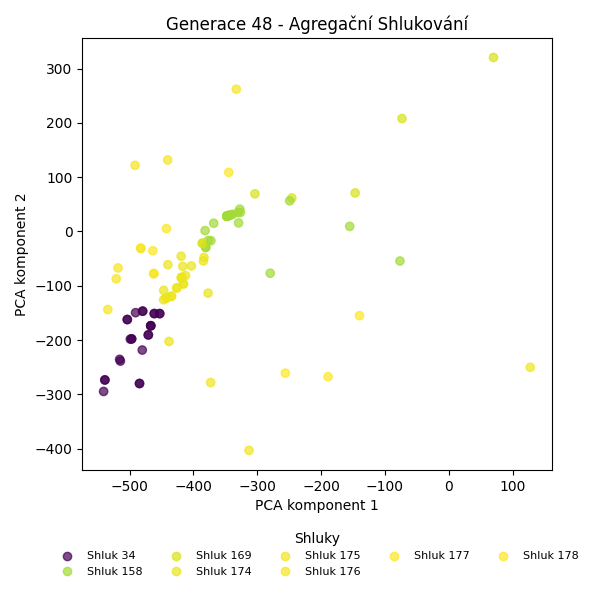 Generace 48 - Agregační Shlukování
PCA komponent 2
300
200
100
0
−100
−200
−300
−400
−500 −400 −300 −200 −100 0 100
PCA komponent 1
Shluky
Shluk 34 Shluk 169 Shluk 175 Shluk 177 Shluk 178
Shluk 158 Shluk 174 Shluk 176